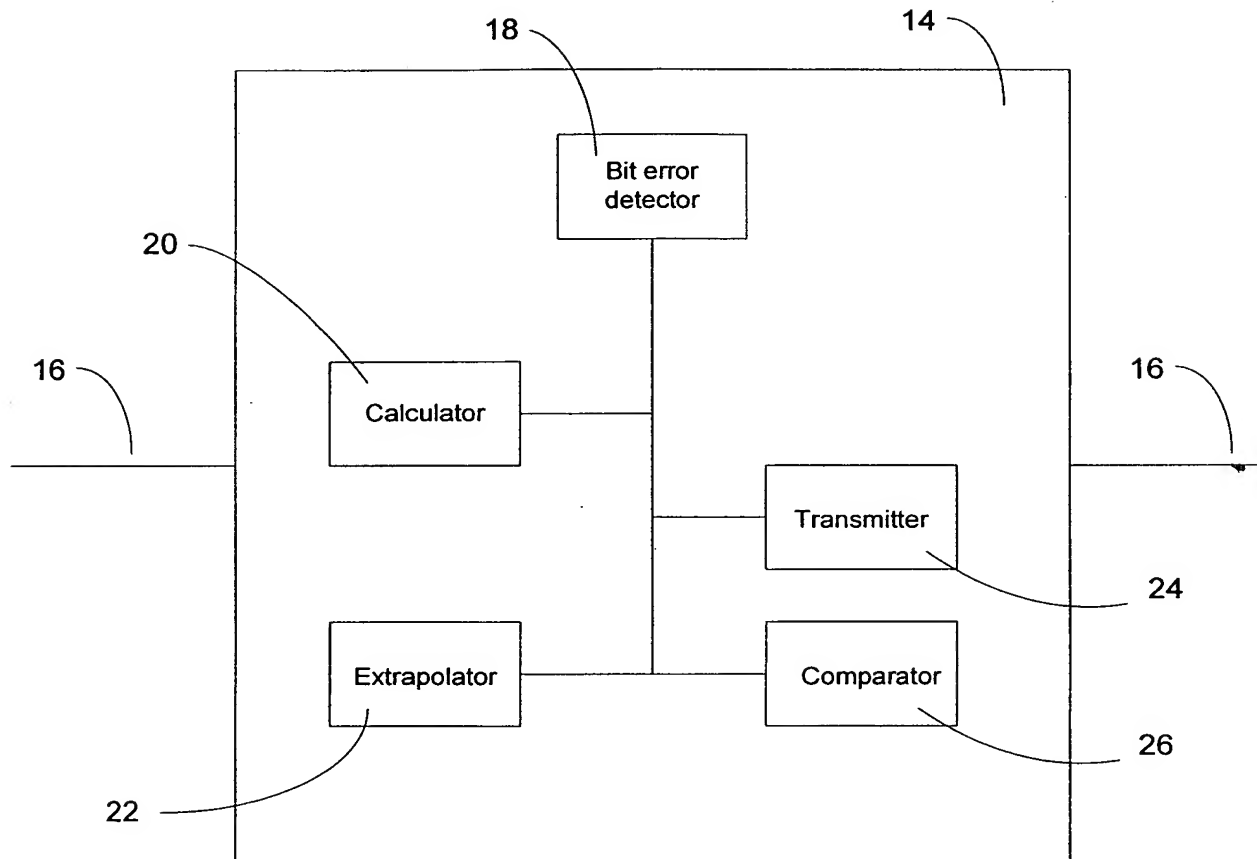 14
18
Bit error
detector
20
16
16
Calculator
Transmitter
24
Extrapolator
Comparator
26
22